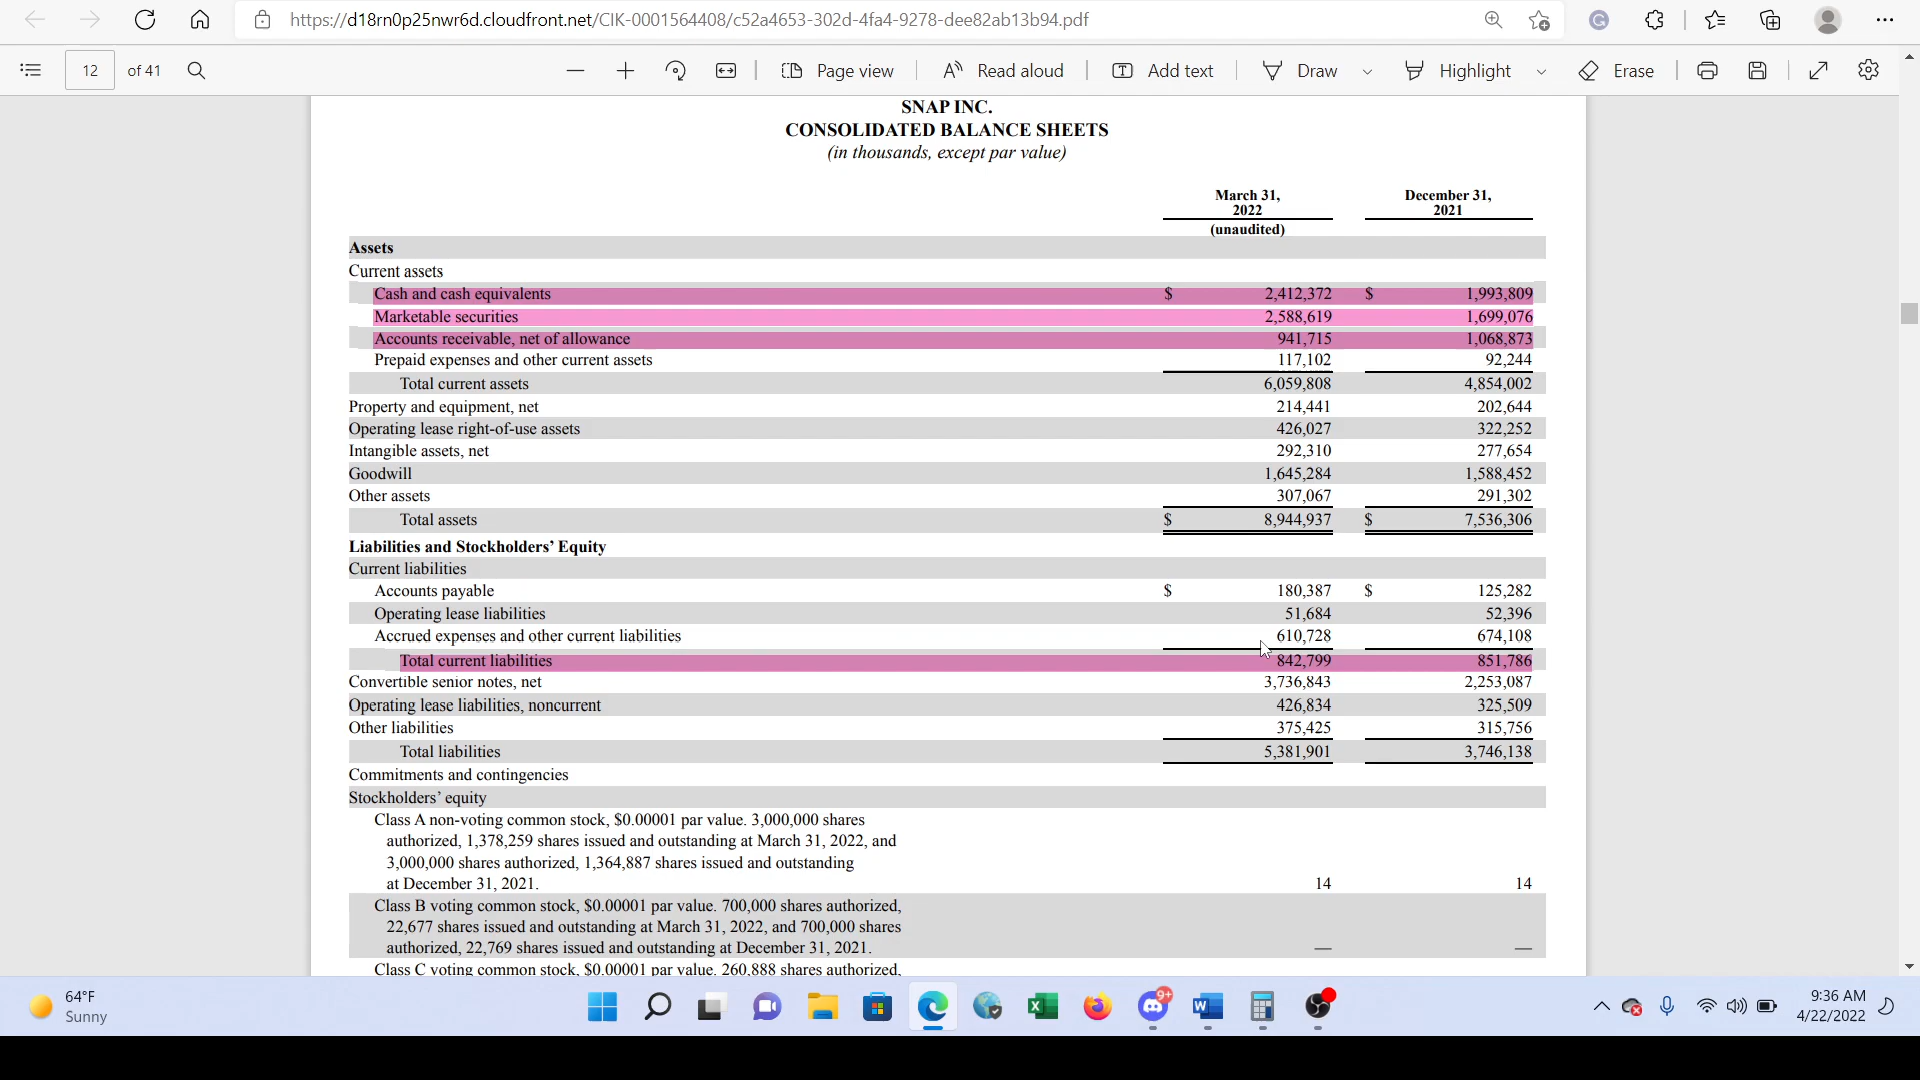 https://d18rn0p25nwr6d.cloudfront.net/CIK-0001564408/c52a4653-302d-4fa4-9278-dee82ab13b94.pdf
12 of 41 Page view Read aloud Add text Draw Highlight Erase
SNAP INC.
CONSOLIDATED BALANCE SHEETS
(in thousands, except par value)
March 31, December 31,
2022 2021
(unaudited)
Assets
Current assets
Cash and cash equivalents $ 2,412,372 $ 1,993,809
Marketable securities 2,588,619 1,699,076
Accounts receivable, net of allowance 941,715 1,068,873
Prepaid expenses and other current assets 117,102 92,244
Total current assets 6,059,808 4,854,002
Property and equipment, net 214,441 202,644
Operating lease right-of-use assets 426,027 322,252
Intangible assets, net 292,310 277,654
Goodwill 1,645,284 1,588,452
Other assets 307,067 291,302
Total assets $ 8,944,937 $ 7,536,306
Liabilities and Stockholders’ Equity
Current liabilities
Accounts payable $ 180,387 $ 125,282
Operating lease liabilities 51,684 52,396
Accrued expenses and other current liabilities 610,728 674,108
Total current liabilities 842,799 851,786
Convertible senior notes, net 3,736,843 2,253,087
Operating lease liabilities, noncurrent 426,834 325,509
Other liabilities 375,425 315,756
Total liabilities 5,381,901 3,746,138
Commitments and contingencies
Stockholders’ equity
Class A non-voting common stock, $0.00001 par value. 3,000,000 shares
authorized, 1,378,259 shares issued and outstanding at March 31, 2022, and
3,000,000 shares authorized, 1,364,887 shares issued and outstanding
at December 31, 2021. 14 14
Class B voting common stock, $0.00001 par value. 700,000 shares authorized,
22,677 shares issued and outstanding at March 31, 2022, and 700,000 shares
authorized, 22,769 shares issued and outstanding at December 31, 2021. — —
Class C voting common stock, $0.00001 par value. 260,888 shares authorized,
64°F
Sunny
9+
9:36 AM
4/22/2022